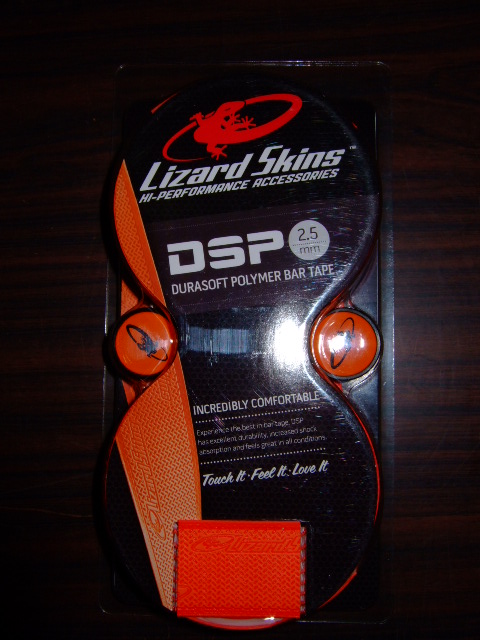 Lizard Skins™
HI-PERFORMANCE ACCESSORIES
DSP 2.5 mm
DURASOFT POLYMER BAR TAPE
INCREDIBLY COMFORTABLE
Experience the best in bar tape. DSP
has excellent durability, increased shock
absorption and feels great in all conditions.
Touch It · Feel It · Love It